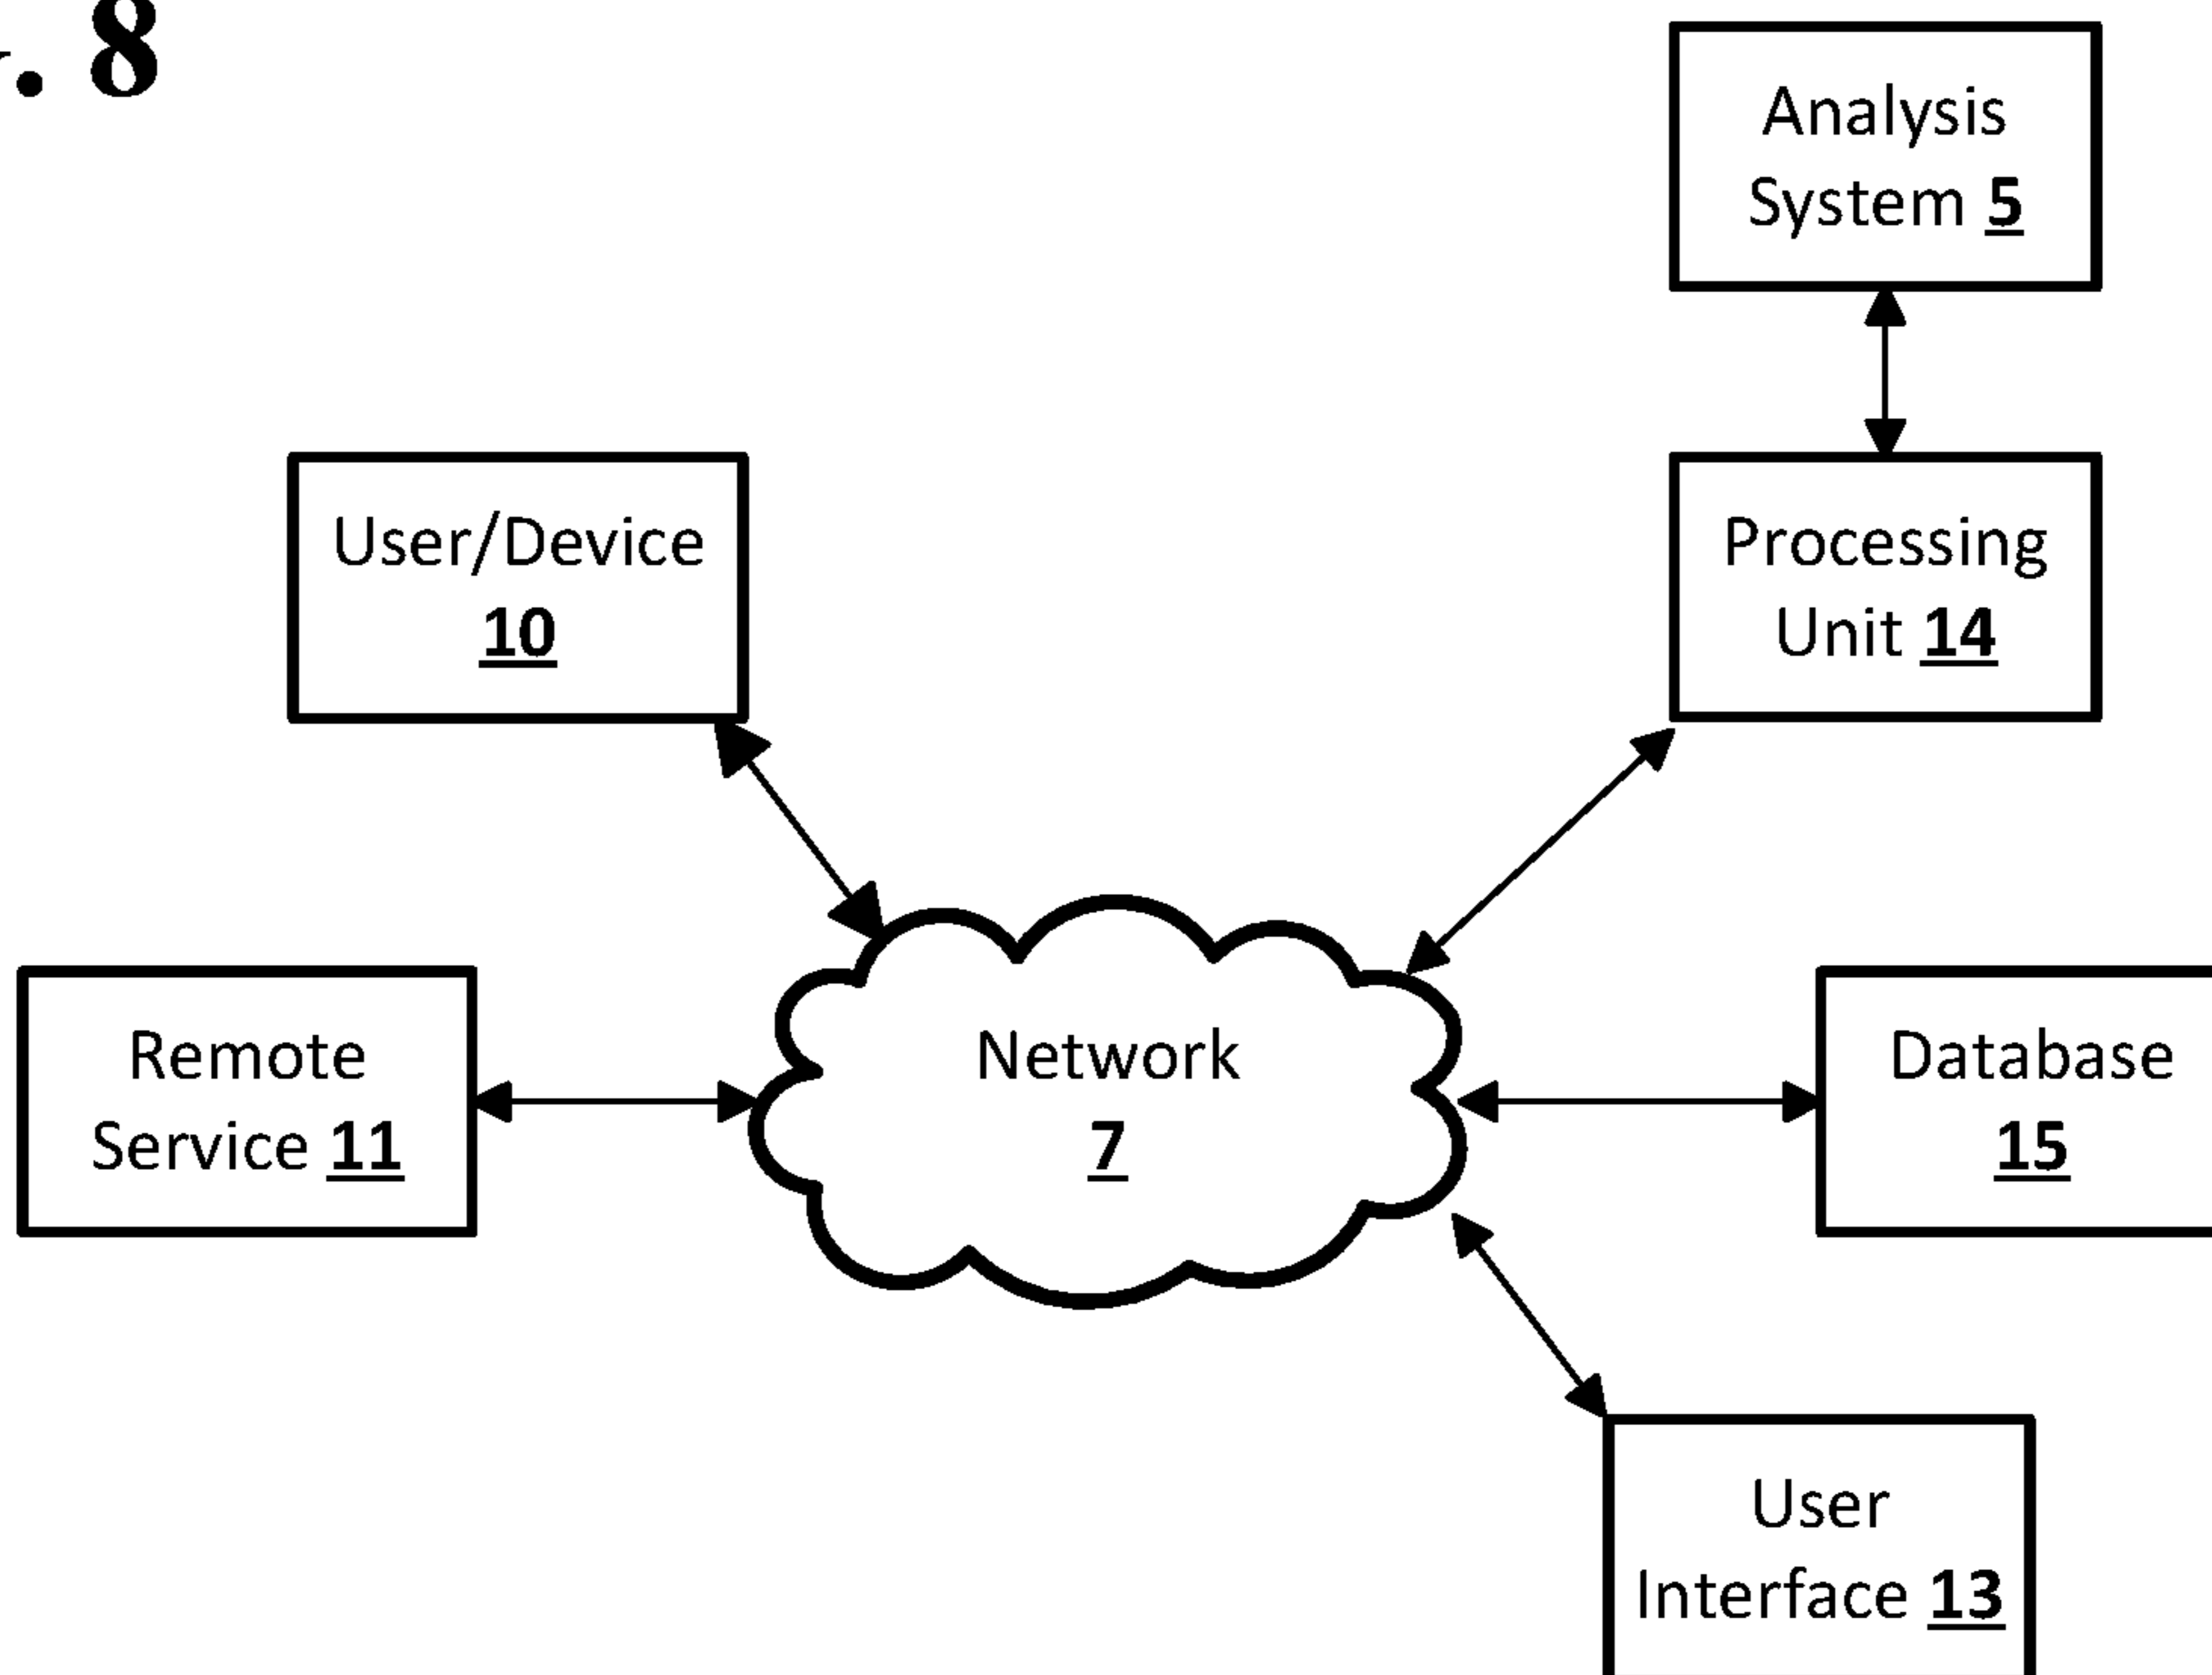 . 8
Analysis
System 5
User/Device
10
Processing
Unit 14
Remote
Service 11
Network
7
Database
15
User
Interface 13